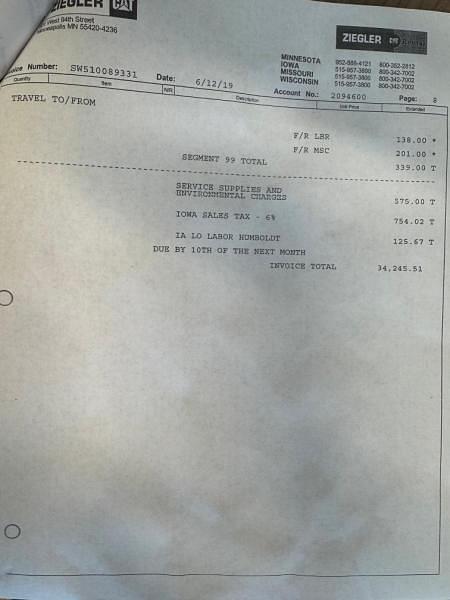 ZIEGLER CAT
West 94th Street
Minneapolis MN 55420-4236
ZIEGLER CAT
MINNESOTA 952-888-4121 800-352-2812
IOWA 515-957-3800 800-342-7002
MISSOURI 515-957-3800 800-342-7002
WISCONSIN 515-957-3800 800-342-7002
Invoice Number: SW510089331 Date: 6/12/19 Account No.: 2094600 Page: 8
Quantity Item N/R Description Unit Price Extended
TRAVEL TO/FROM
F/R LBR 138.00 *
F/R MSC 201.00 *
SEGMENT 99 TOTAL 339.00 T
SERVICE SUPPLIES AND
ENVIRONMENTAL CHARGES 575.00 T
IOWA SALES TAX - 6% 754.02 T
IA LO LABOR HUMBOLDT 125.67 T
DUE BY 10TH OF THE NEXT MONTH
INVOICE TOTAL 34,245.51